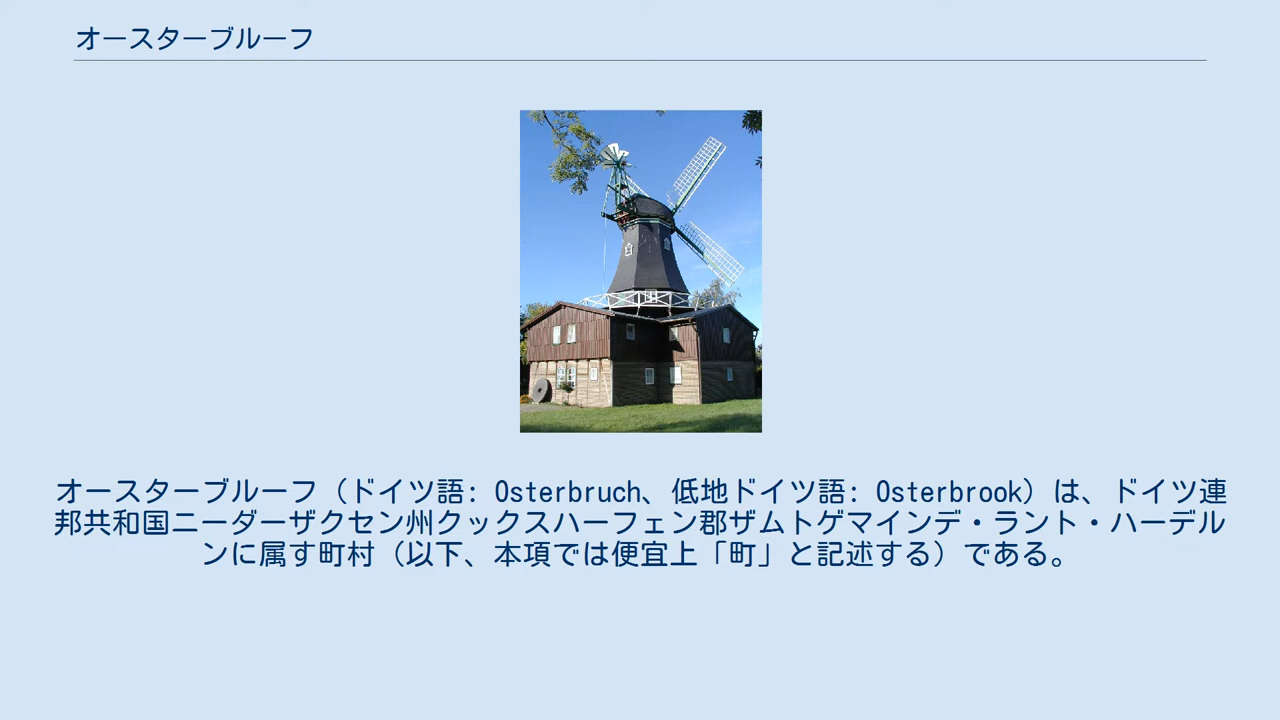 オースターブルーフ
オースターブルーフ（ドイツ語: Osterbruch、低地ドイツ語: Osterbrook）は、ドイツ連
邦共和国ニーダーザクセン州クックスハーフェン郡ザムトゲマインデ・ラント・ハーデル
ンに属す町村（以下、本項では便宜上「町」と記述する）である。